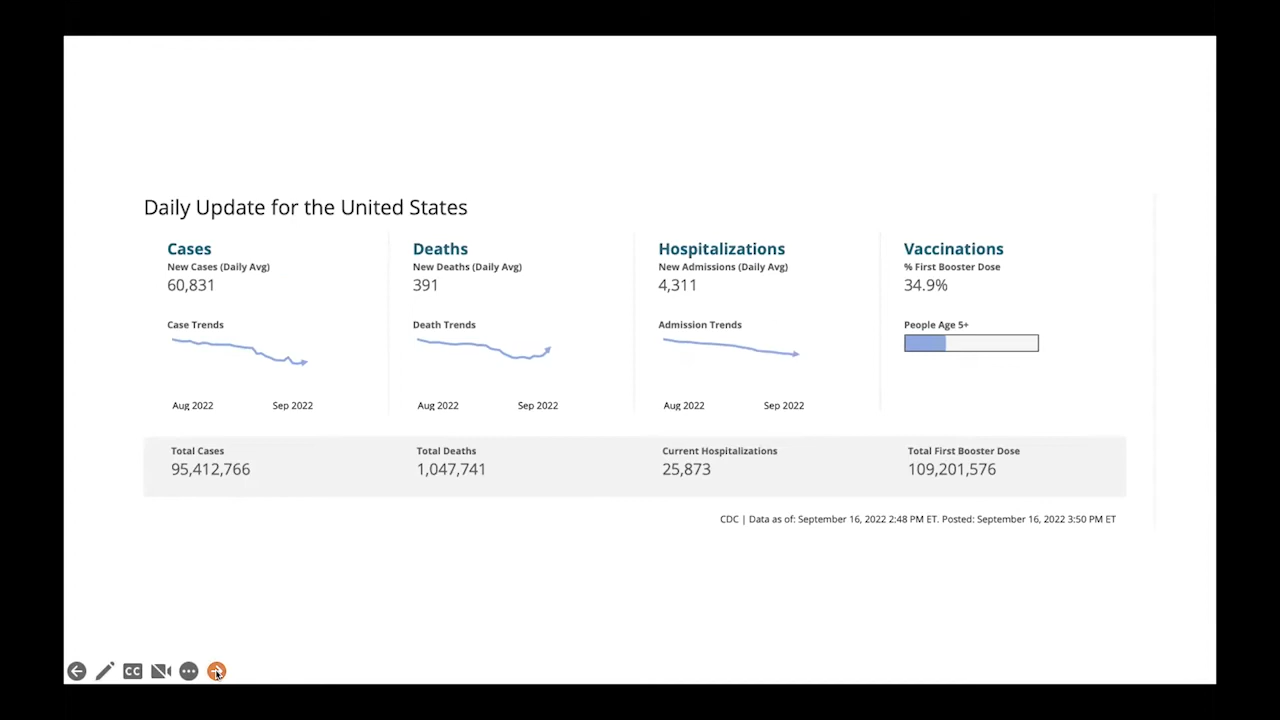 Daily Update for the United States
Cases
New Cases (Daily Avg)
60,831
Case Trends
Aug 2022 Sep 2022
Deaths
New Deaths (Daily Avg)
391
Death Trends
Aug 2022 Sep 2022
Hospitalizations
New Admissions (Daily Avg)
4,311
Admission Trends
Aug 2022 Sep 2022
Vaccinations
% First Booster Dose
34.9%
People Age 5+
Total Cases
95,412,766
Total Deaths
1,047,741
Current Hospitalizations
25,873
Total First Booster Dose
109,201,576
CDC | Data as of: September 16, 2022 2:48 PM ET. Posted: September 16, 2022 3:50 PM ET
CC